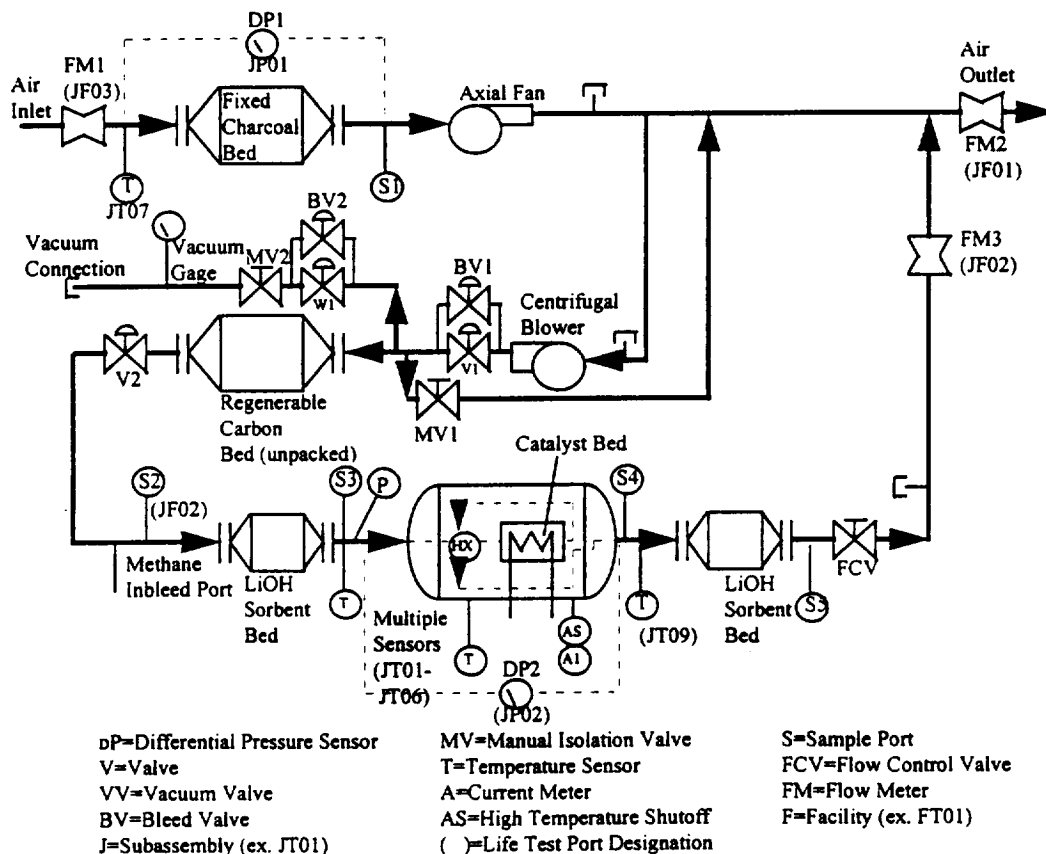 DP1
JP01
FM1
(JF03)
Air
Inlet
Fixed
Charcoal
Bed
Axial Fan
Air
Outlet
FM2
(JF01)
T
JT07
S1
BV2
Vacuum
Connection
Vacuum
Gage
MV2
BV1
Centrifugal
Blower
FM3
(JF02)
V2
V1
MV1
Regenerable
Carbon
Bed (unpacked)
Catalyst Bed
S2
(JF02)
S3
P
S4
HX
Methane
Inbleed Port
LiOH
Sorbent
Bed
T
Multiple
Sensors
(JT01-
JT06)
T
AS
A1
T
(JT09)
LiOH
Sorbent
Bed
FCV
S5
DP2
(JP02)
DP=Differential Pressure Sensor
V=Valve
VV=Vacuum Valve
BV=Bleed Valve
J=Subassembly (ex. JT01)
MV=Manual Isolation Valve
T=Temperature Sensor
A=Current Meter
AS=High Temperature Shutoff
( )=Life Test Port Designation
S=Sample Port
FCV=Flow Control Valve
FM=Flow Meter
F=Facility (ex. FT01)